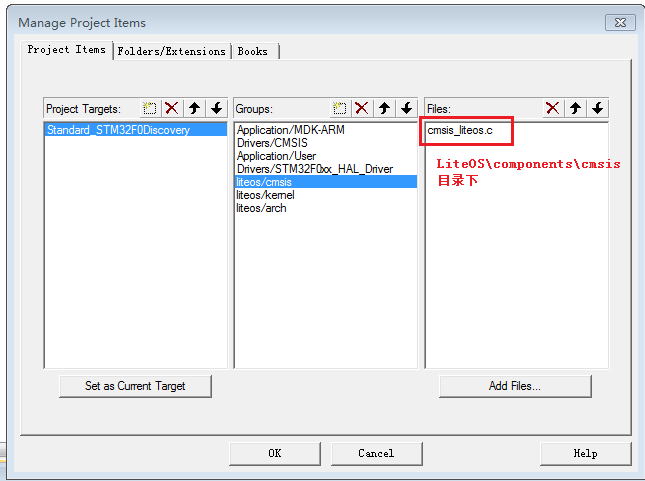 Manage Project Items
Project Items
Folders/Extensions
Books
Project Targets:
Groups:
Files:
Standard_STM32F0Discovery
Application/MDK-ARM
Drivers/CMSIS
Application/User
Drivers/STM32F0xx_HAL_Driver
liteos/cmsis
liteos/kernel
liteos/arch
cmsis_liteos.c
LiteOS\components\cmsis
目录下
Set as Current Target
Add Files...
OK
Cancel
Help